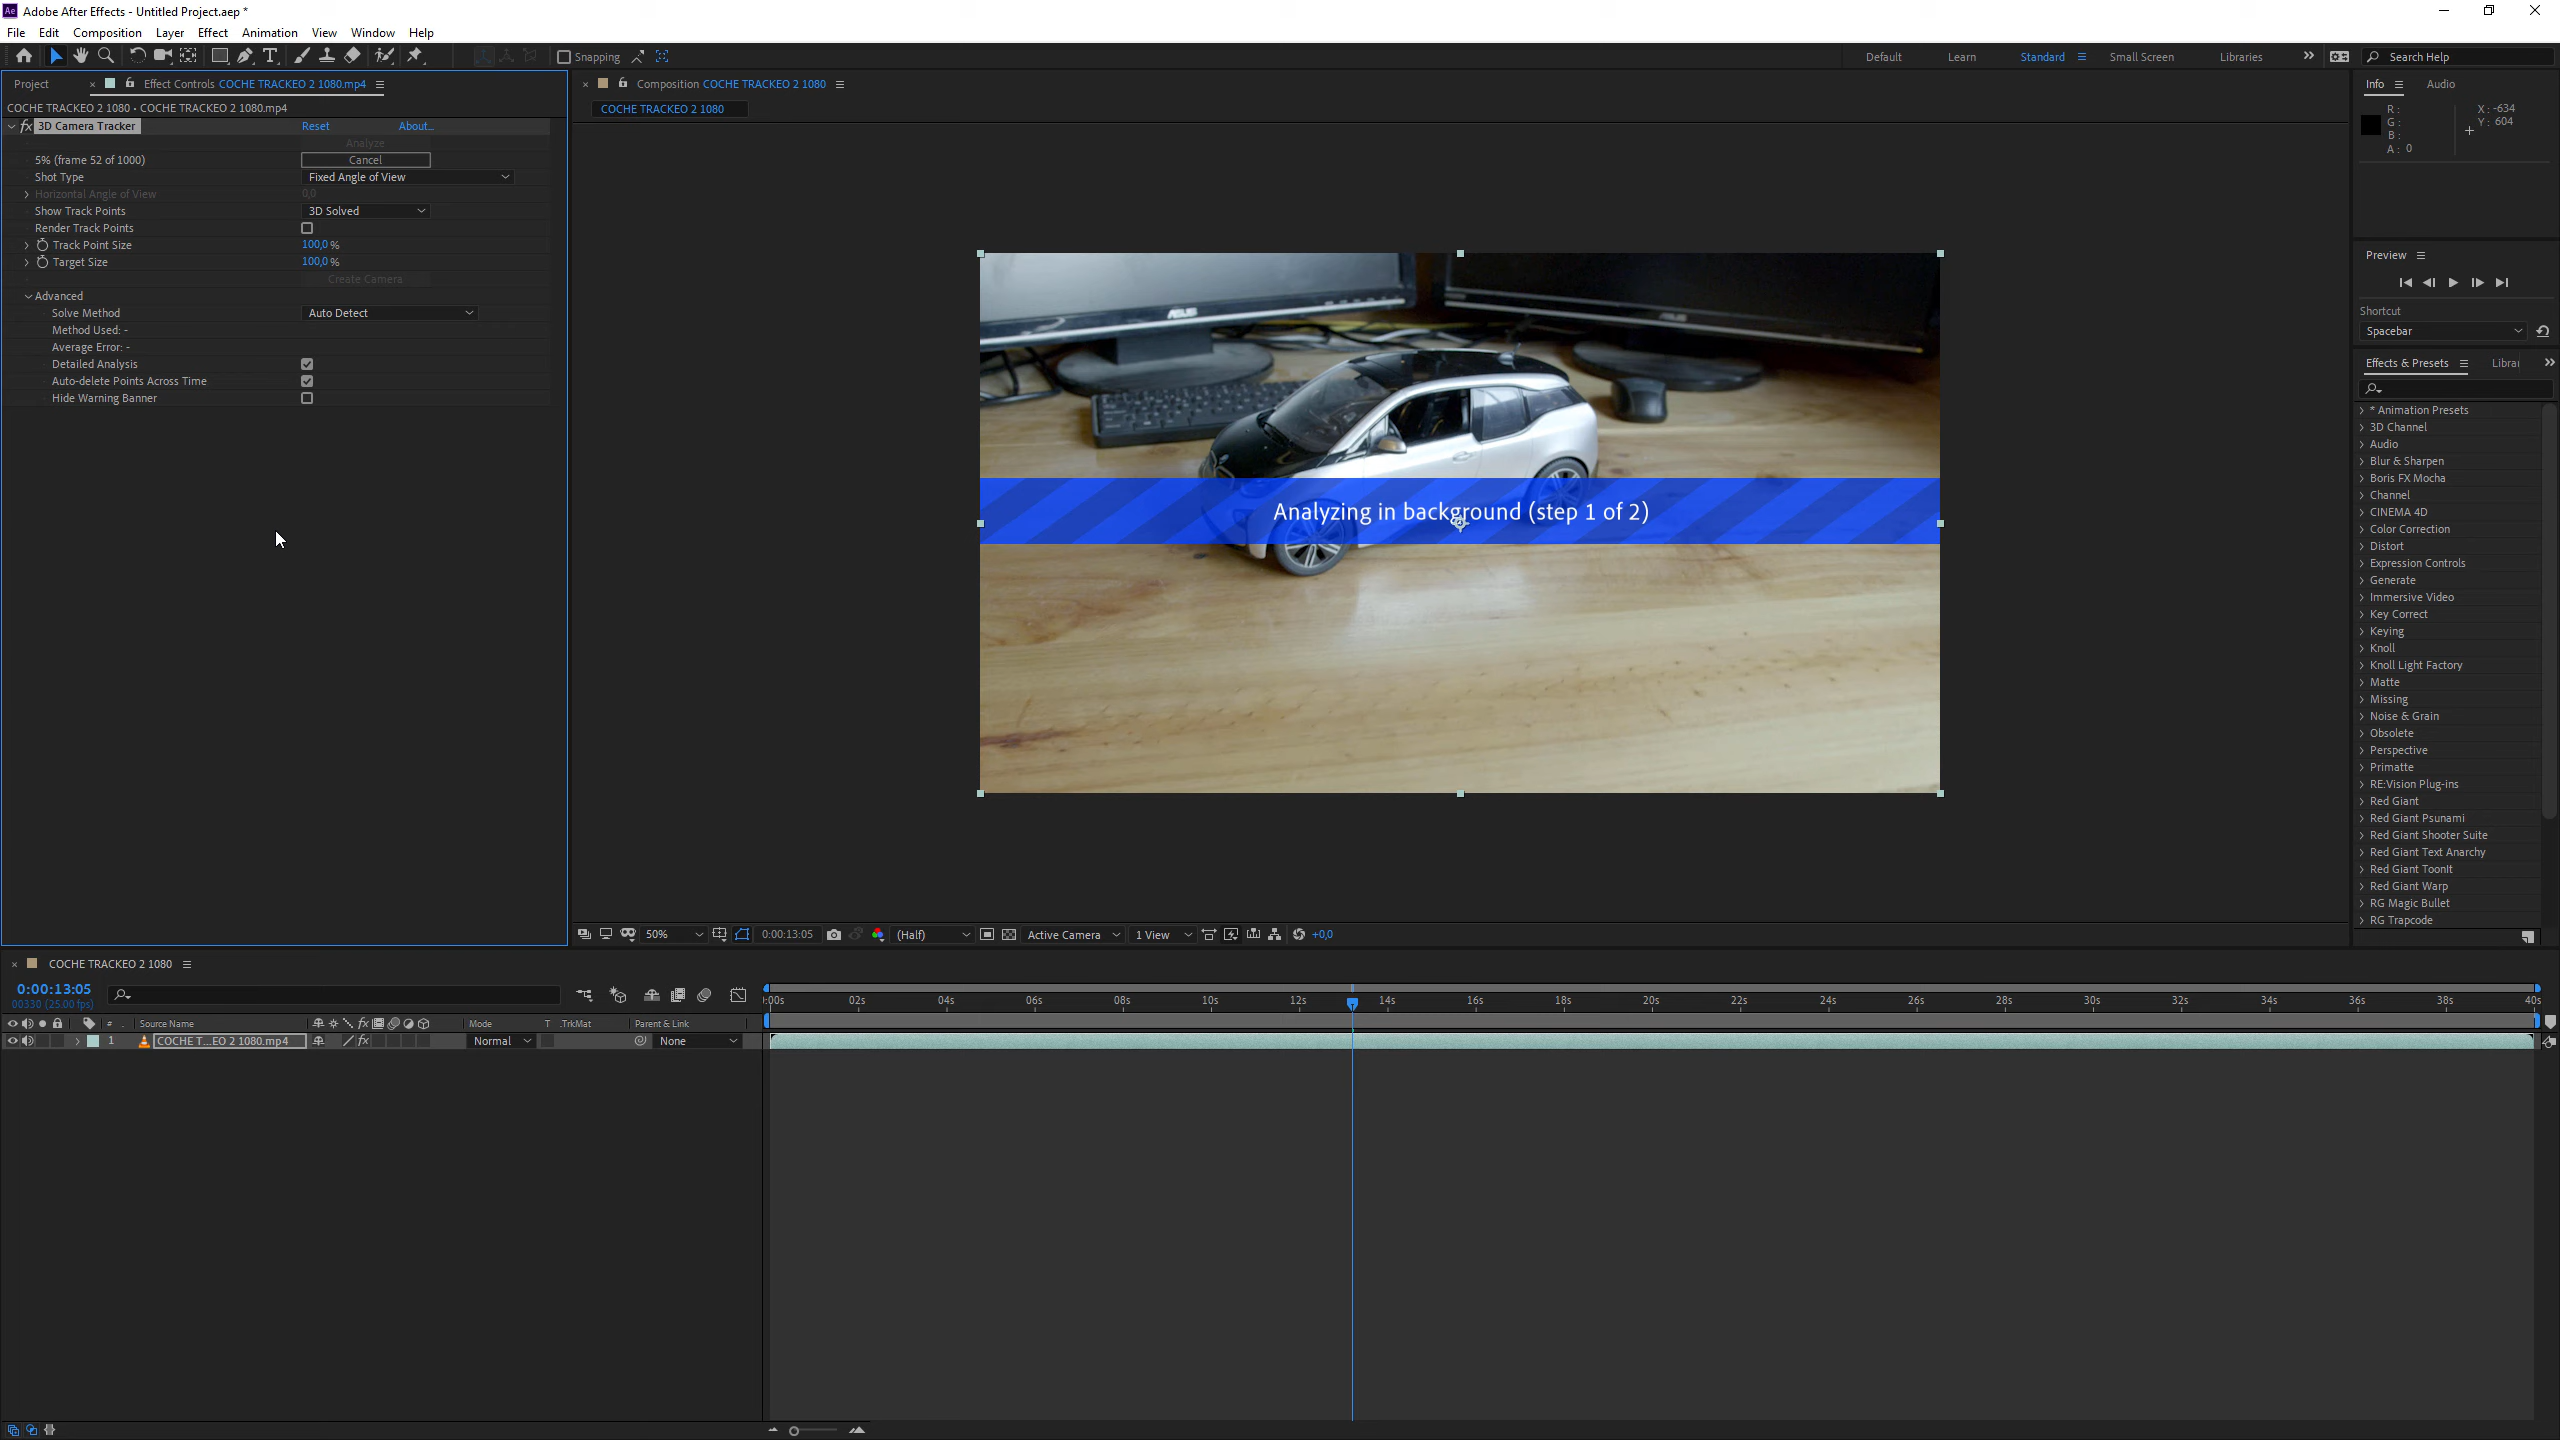 Adobe After Effects - Untitled Project.aep *
File Edit Composition Layer Effect Animation View Window Help
Snapping
Default Learn Standard Small Screen Libraries Search Help
Project Effect Controls COCHE TRACKEO 2 1080.mp4
COCHE TRACKEO 2 1080 • COCHE TRACKEO 2 1080.mp4
fx 3D Camera Tracker Reset About...
Analyze
5% (frame 52 of 1000) Cancel
Shot Type Fixed Angle of View
Horizontal Angle of View 0,0
Show Track Points 3D Solved
Render Track Points
Track Point Size 100,0 %
Target Size 100,0 %
Create Camera
Advanced
Solve Method Auto Detect
Method Used: -
Average Error: -
Detailed Analysis
Auto-delete Points Across Time
Hide Warning Banner
Composition COCHE TRACKEO 2 1080
COCHE TRACKEO 2 1080
ASUS
ASUS
Analyzing in background (step 1 of 2)
50% 0:00:13:05 (Half) Active Camera 1 View +0,0
Info Audio
R: X: -634
G: Y: 604
B:
A: 0
Preview
Shortcut
Spacebar
Effects & Presets Librar
* Animation Presets
3D Channel
Audio
Blur & Sharpen
Boris FX Mocha
Channel
CINEMA 4D
Color Correction
Distort
Expression Controls
Generate
Immersive Video
Key Correct
Keying
Knoll
Knoll Light Factory
Matte
Missing
Noise & Grain
Obsolete
Perspective
Primatte
RE:Vision Plug-ins
Red Giant
Red Giant Psunami
Red Giant Shooter Suite
Red Giant Text Anarchy
Red Giant ToonIt
Red Giant Warp
RG Magic Bullet
RG Trapcode
COCHE TRACKEO 2 1080
0:00:13:05
00330 (25.00 fps)
:00s 02s 04s 06s 08s 10s 12s 14s 16s 18s 20s 22s 24s 26s 28s 30s 32s 34s 36s 38s 40s
# Source Name fx Mode T .TrkMat Parent & Link
1 COCHE T...EO 2 1080.mp4 fx Normal None